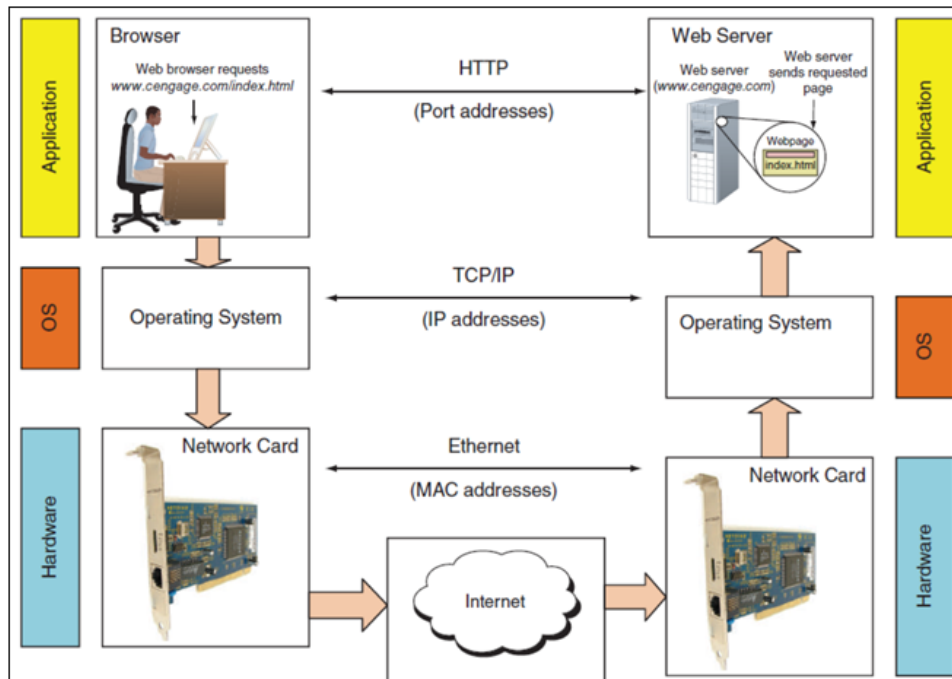 Application
Browser
Web browser requests
www.cengage.com/index.html
HTTP
(Port addresses)
Web Server
Web server
(www.cengage.com)
Web server
sends requested
page
Webpage
index.html
Application
OS
Operating System
TCP/IP
(IP addresses)
Operating System
OS
Hardware
Network Card
Ethernet
(MAC addresses)
Network Card
Hardware
Internet